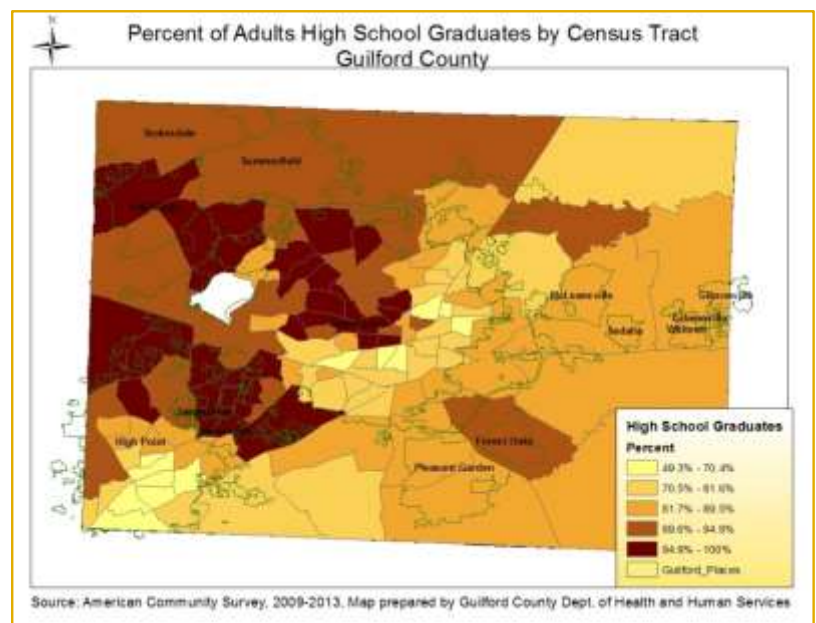 N
Percent of Adults High School Graduates by Census Tract
Guilford County
Stokesdale
Summerfield
McLeansville
Gibsonville
Sedalia
Whitsett
High Point
Forest Oaks
Pleasant Garden
High School Graduates
Percent
49.3% - 70.4%
70.5% - 81.6%
81.7% - 89.5%
89.6% - 94.8%
94.9% - 100%
Guilford_Places
Source: American Community Survey, 2009-2013, Map prepared by Guilford County Dept. of Health and Human Services